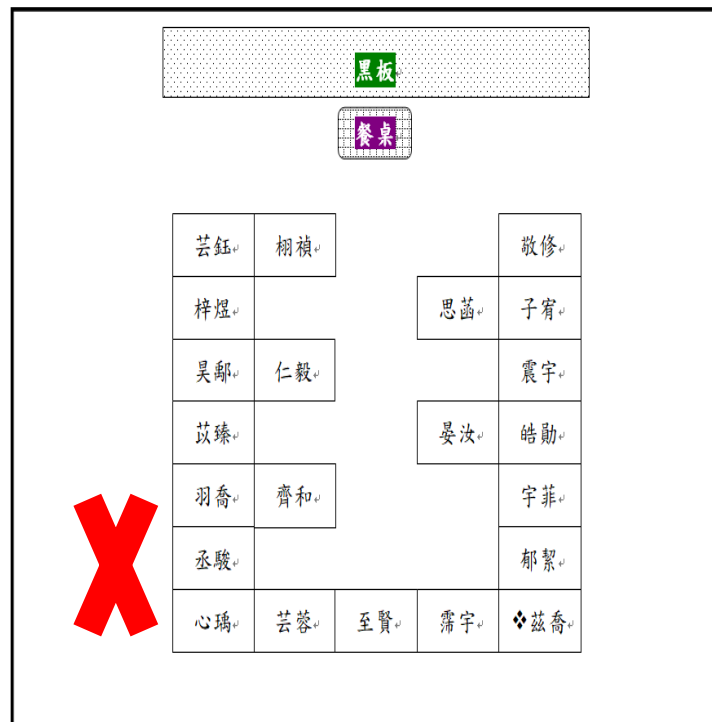 黑板
餐桌
芸鈺 栩禎 敬修
梓煜 思菡 子宥
昊鄅 仁毅 震宇
苡臻 晏汝 皓勛
羽喬 齊和 宇菲
丞駿 郁絜
心瑀 芸蓉 至賢 霈宇 ❖茲喬